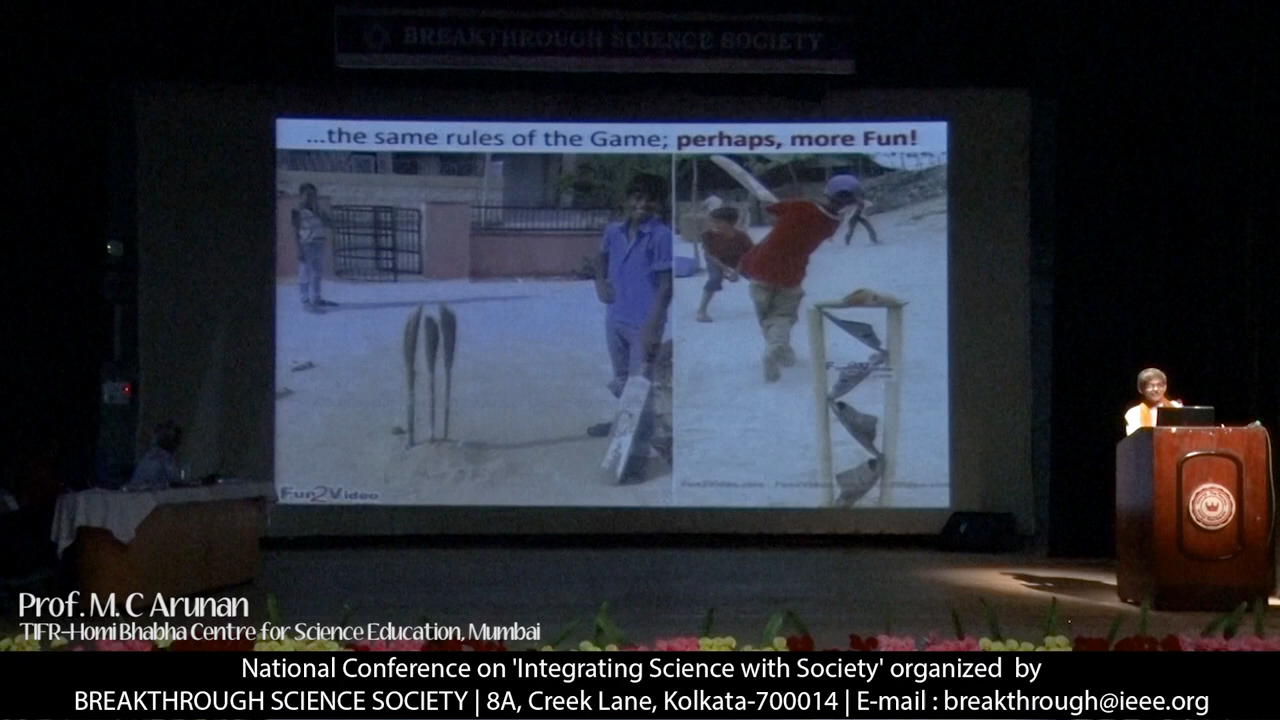 BREAKTHROUGH SCIENCE SOCIETY
...the same rules of the Game; perhaps, more Fun!
Fun2Video
Prof. M. C Arunan
TIFR-Homi Bhabha Centre for Science Education, Mumbai
National Conference on 'Integrating Science with Society' organized by
BREAKTHROUGH SCIENCE SOCIETY | 8A, Creek Lane, Kolkata-700014 | E-mail : breakthrough@ieee.org